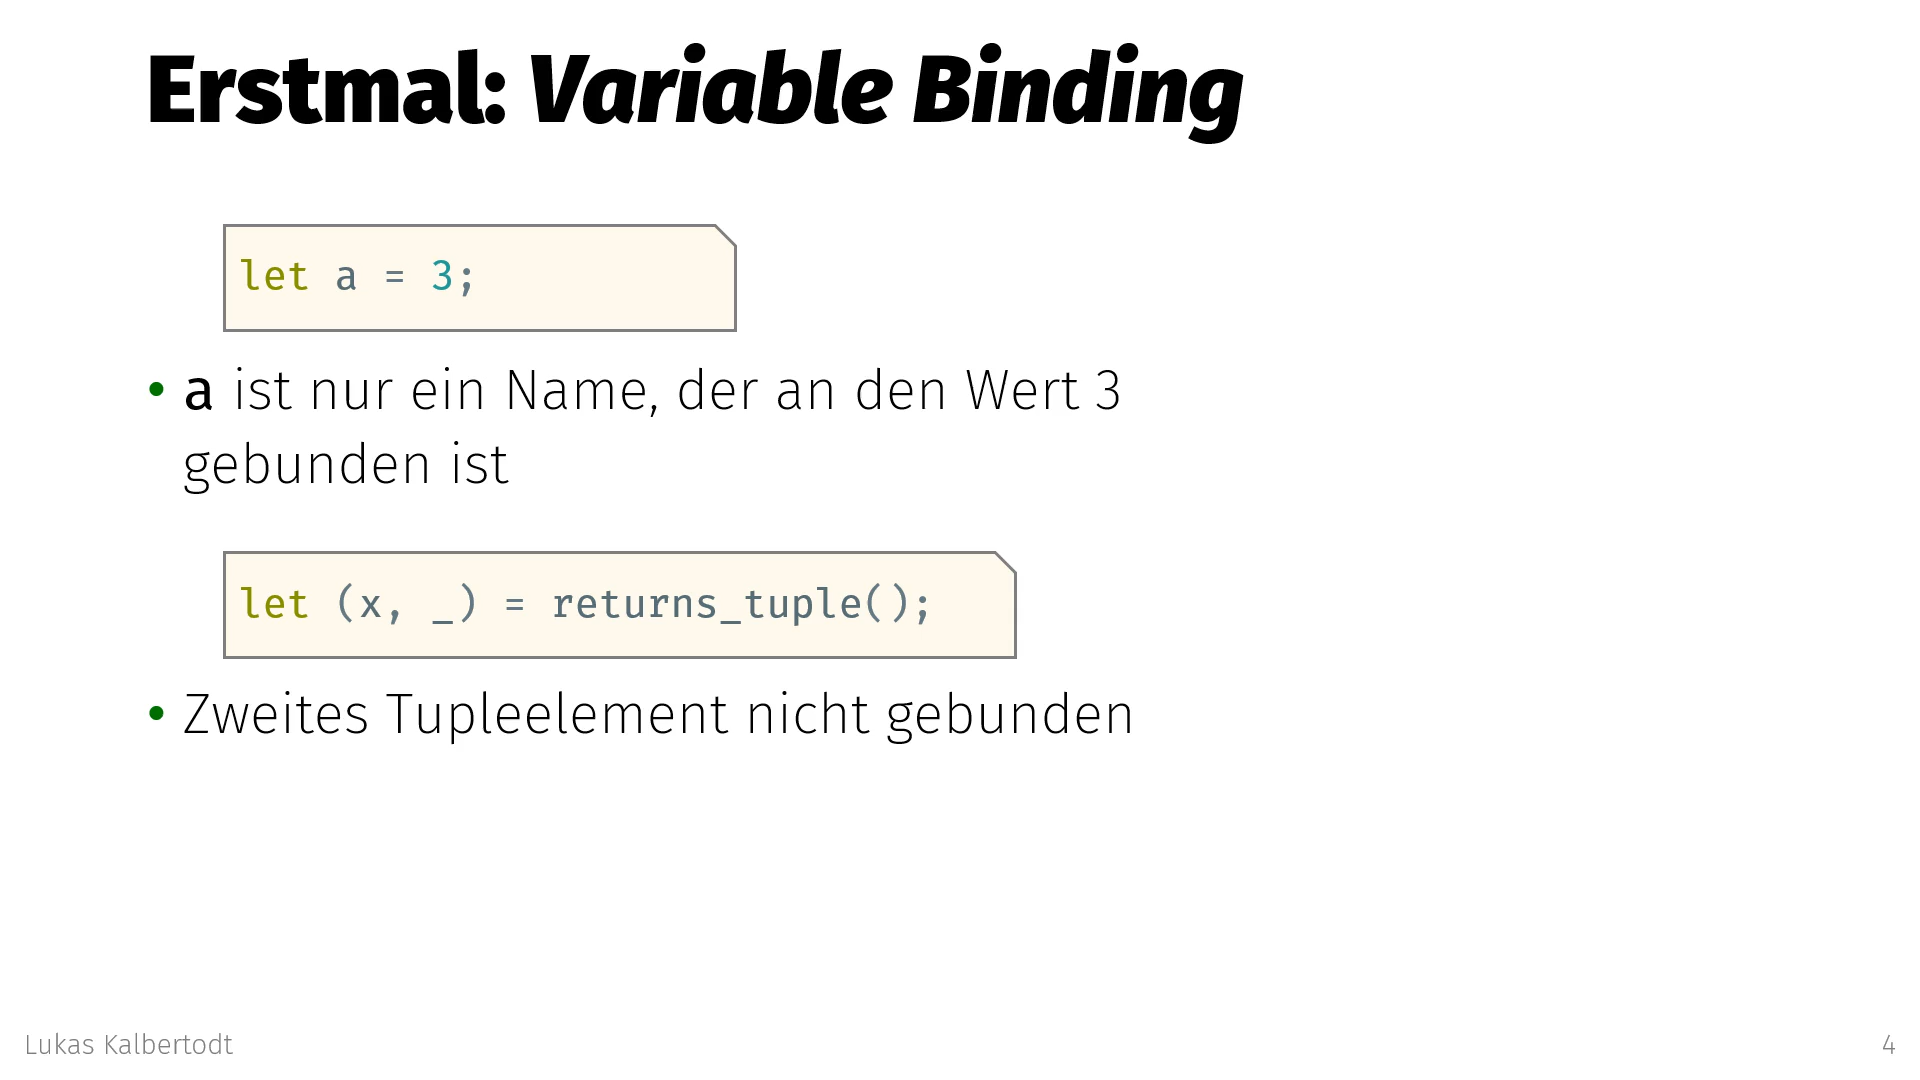 Erstmal: Variable Binding
let a = 3;
• a ist nur ein Name, der an den Wert 3
gebunden ist
let (x, _) = returns_tuple();
• Zweites Tupleelement nicht gebunden
Lukas Kalbertodt
4